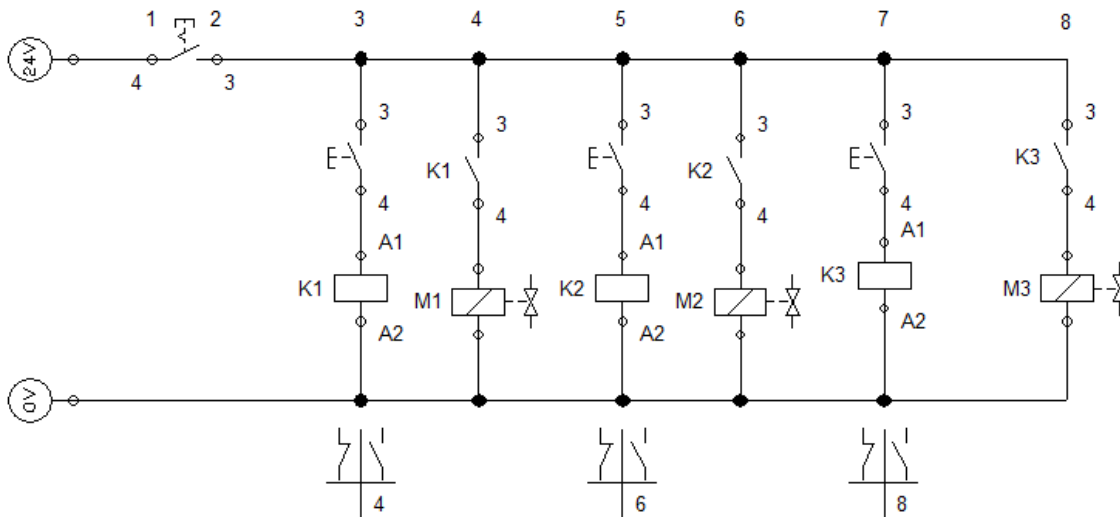 1 2 3 4 5 6 7 8
24V
4 3
3 3 3 3 3 3
K1 K2 K3
4 4 4 4 4 4
A1 A1 A1
K1 M1 K2 M2 K3 M3
A2 A2 A2
0V
4 6 8